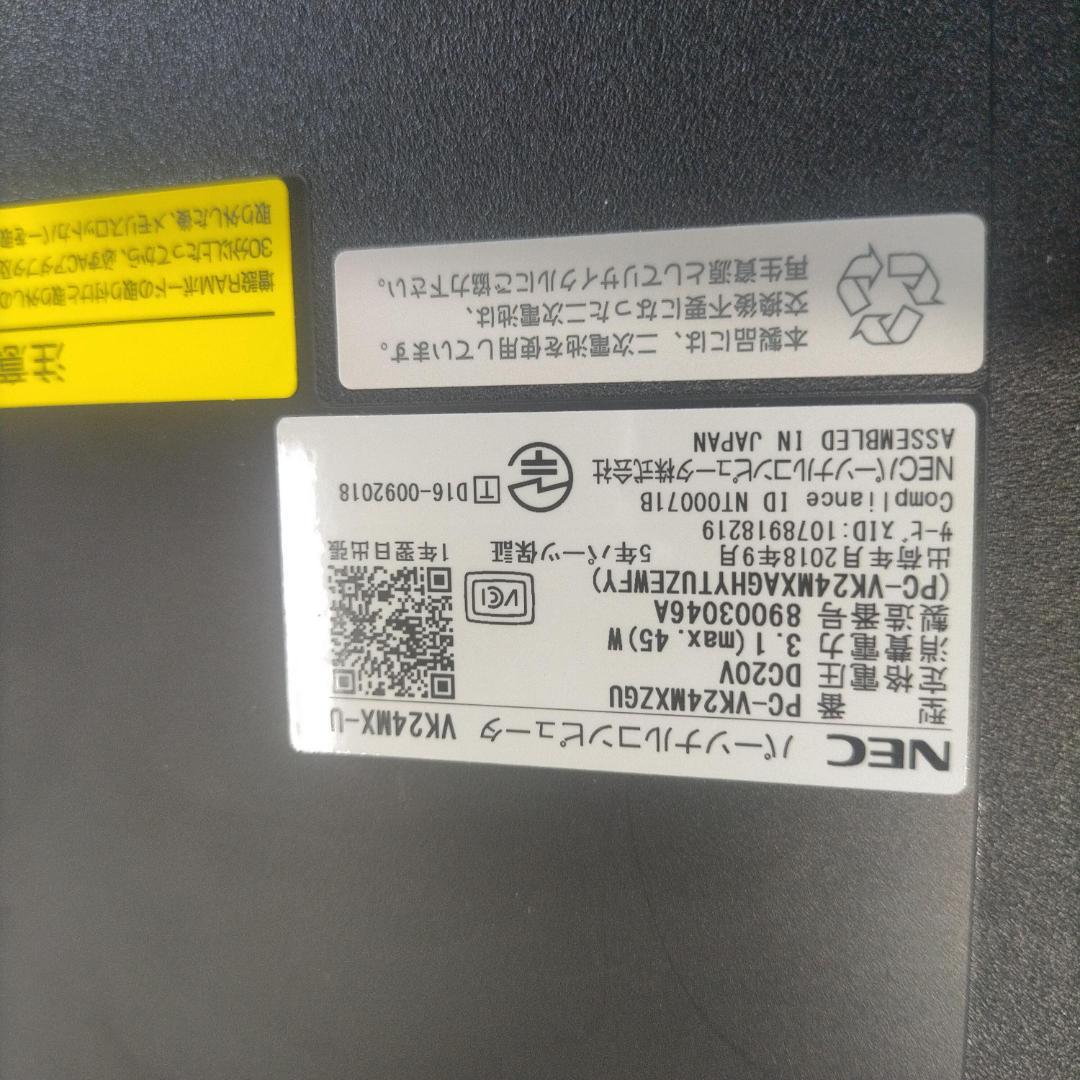 NEC パーソナルコンピュータ VK24MX-U
型番 PC-VK24MXZGU
定格電圧 DC20V
消費電力 3.1(max.45)W
製造番号 89003046A
(PC-VK24MXAGHYTUZEWFY)
出荷年月2018年9月 5年パーツ保証 1年翌日出張
サービスID:1078918219
Compliance ID NT00071B
NECパーソナルコンピュータ株式会社
ASSEMBLED IN JAPAN
VCI
T D16-0092018
本製品には、二次電池を使用しています。
交換後不要になった二次電池は、
再生資源としてリサイクルにご協力下さい。
注意
増設RAMボードの取り付けと取り外しの
30分以上たってから、必ずACアダプタ及
取り外した後、メモリスロットカバーを取